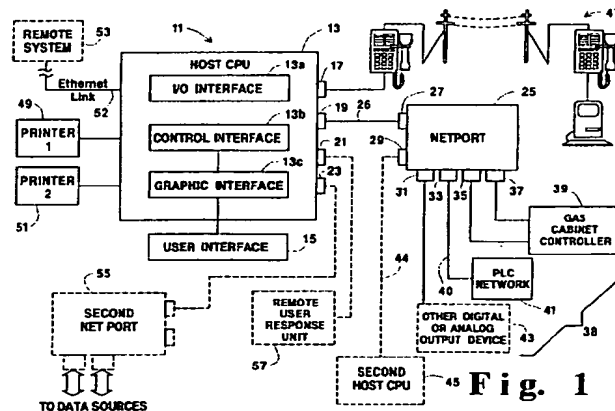 REMOTE SYSTEM
53
11
13
47
HOST CPU
13a
I/O INTERFACE
17
Ethernet Link
52
49
PRINTER 1
13b
CONTROL INTERFACE
19
26
27
25
NETPORT
21
29
13c
GRAPHIC INTERFACE
23
31
33
35
37
PRINTER 2
51
39
GAS CABINET CONTROLLER
USER INTERFACE
15
44
40
PLC NETWORK
41
55
SECOND NET PORT
REMOTE USER RESPONSE UNIT
57
OTHER DIGITAL OR ANALOG OUTPUT DEVICE
43
38
SECOND HOST CPU
45
Fig. 1
TO DATA SOURCES